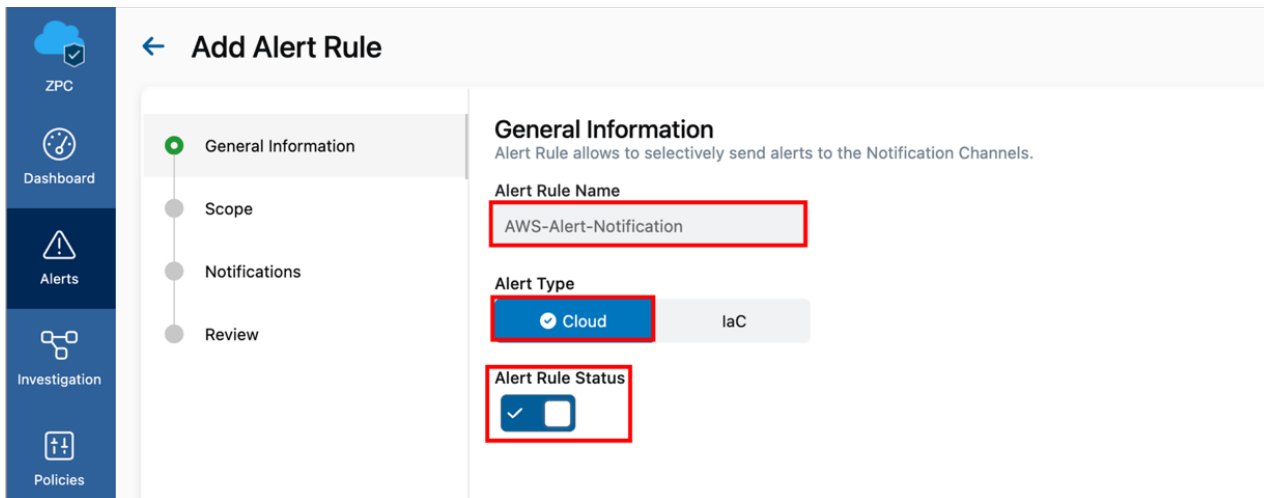 ZPC
Dashboard
Alerts
Investigation
Policies
Add Alert Rule
General Information
Scope
Notifications
Review
General Information
Alert Rule allows to selectively send alerts to the Notification Channels.
Alert Rule Name
AWS-Alert-Notification
Alert Type
Cloud IaC
Alert Rule Status